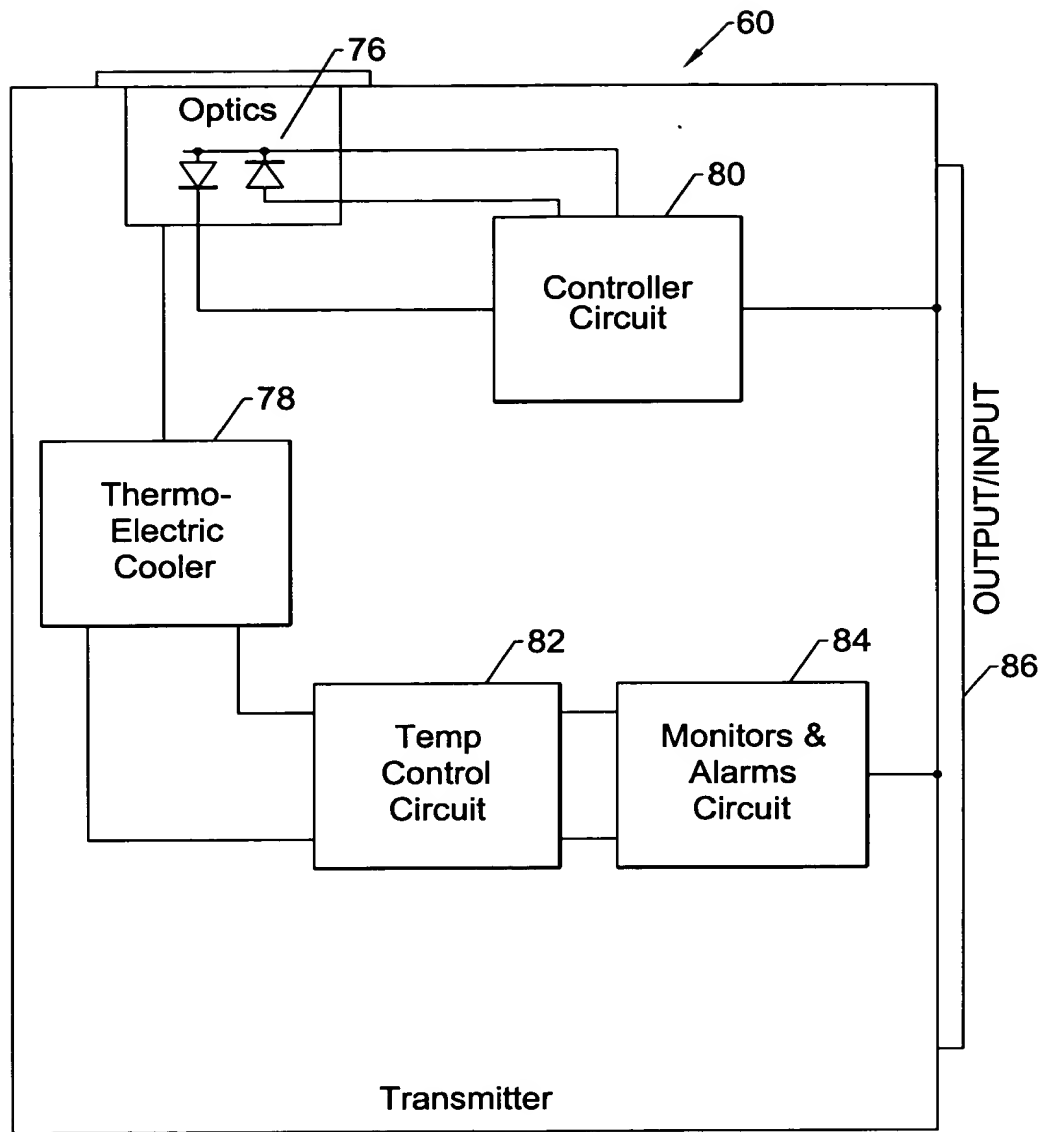 60
76
Optics
80
Controller
Circuit
78
Thermo-
Electric
Cooler
OUTPUT/INPUT
82
84
86
Temp
Control
Circuit
Monitors &
Alarms
Circuit
Transmitter